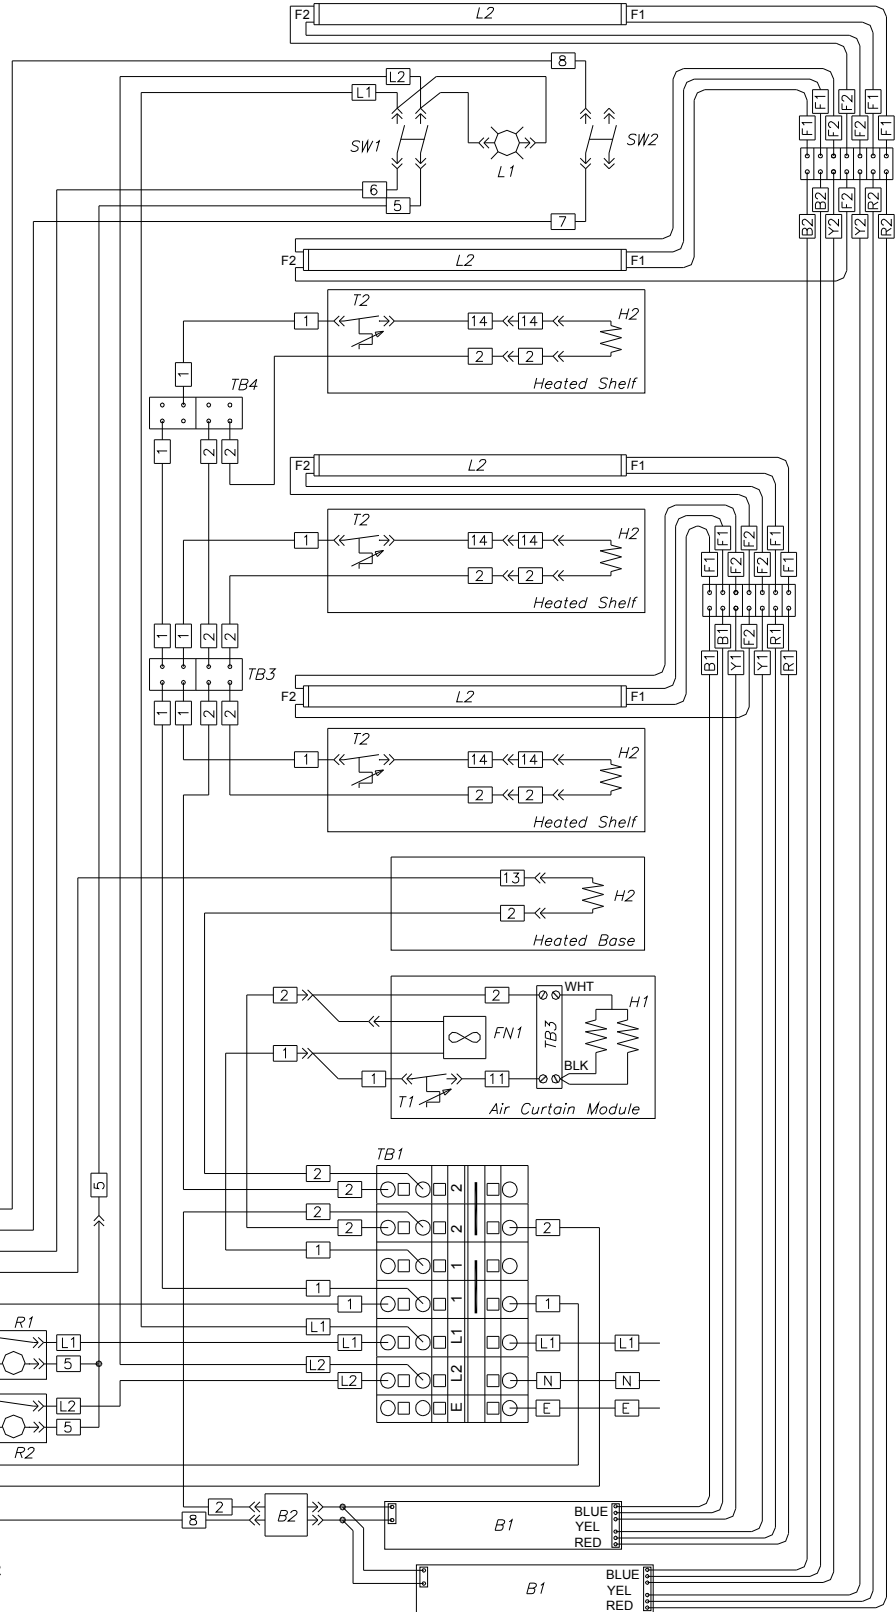 F2 L2 F1
8
L2
L1
F1 F2 F1
F1 F2 F2 F1
SW1 L1 SW2
6
5
7
B2 F2 R2
B2 Y2 Y2 R2
F2 L2 F1
T2
1 14 14 H2
2 2
Heated Shelf
1
TB4
1 2 2
F2 L2 F1
T2
1 14 14 H2
2 2
Heated Shelf
F1 F2 F1
F1 F2 F2 F1
1 1 2 2
B1 F2 R1
B1 Y1 Y1 R1
TB3
F2 L2 F1
1 1 2 2
T2
1 14 14 H2
2 2
Heated Shelf
13
H2
2
Heated Base
2 2 WHT H1
FN1 TB3
1
BLK
1 11
T1
Air Curtain Module
TB1
5
2
2 2
2
2 2 2
1 1
1
1 1 1
R1
L1
L1 L1 L1 L1 L1
5
L2
L2 L2 N N
L2
E E E
5
R2
2
8
B2
B1
BLUE
YEL
RED
B1
BLUE
YEL
RED